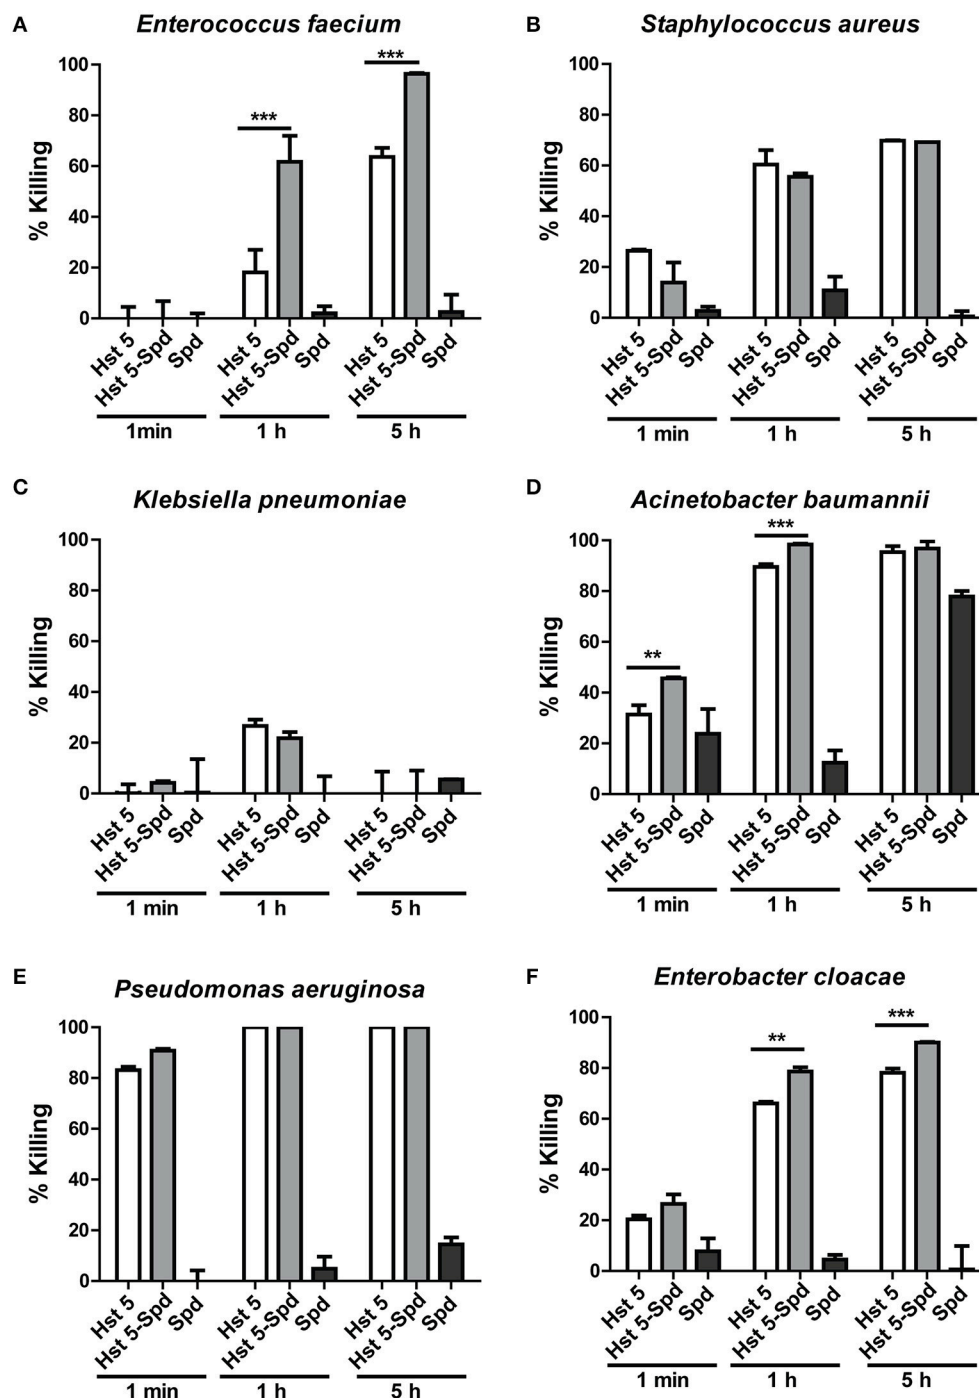 A
Enterococcus faecium
***
***
100
80
60
40
20
0
% Killing
Hst 5
Hst 5-Spd
Spd
Hst 5
Hst 5-Spd
Spd
Hst 5
Hst 5-Spd
Spd
1min
1 h
5 h
B
Staphylococcus aureus
100
80
60
40
20
0
% Killing
Hst 5
Hst 5-Spd
Spd
Hst 5
Hst 5-Spd
Spd
Hst 5
Hst 5-Spd
Spd
1 min
1 h
5 h
C
Klebsiella pneumoniae
100
80
60
40
20
0
% Killing
Hst 5
Hst 5-Spd
Spd
Hst 5
Hst 5-Spd
Spd
Hst 5
Hst 5-Spd
Spd
1 min
1 h
5 h
D
Acinetobacter baumannii
**
***
100
80
60
40
20
0
% Killing
Hst 5
Hst 5-Spd
Spd
Hst 5
Hst 5-Spd
Spd
Hst 5
Hst 5-Spd
Spd
1 min
1 h
5 h
E
Pseudomonas aeruginosa
100
80
60
40
20
0
% Killing
Hst 5
Hst 5-Spd
Spd
Hst 5
Hst 5-Spd
Spd
Hst 5
Hst 5-Spd
Spd
1 min
1 h
5 h
F
Enterobacter cloacae
**
***
100
80
60
40
20
0
% Killing
Hst 5
Hst 5-Spd
Spd
Hst 5
Hst 5-Spd
Spd
Hst 5
Hst 5-Spd
Spd
1 min
1 h
5 h